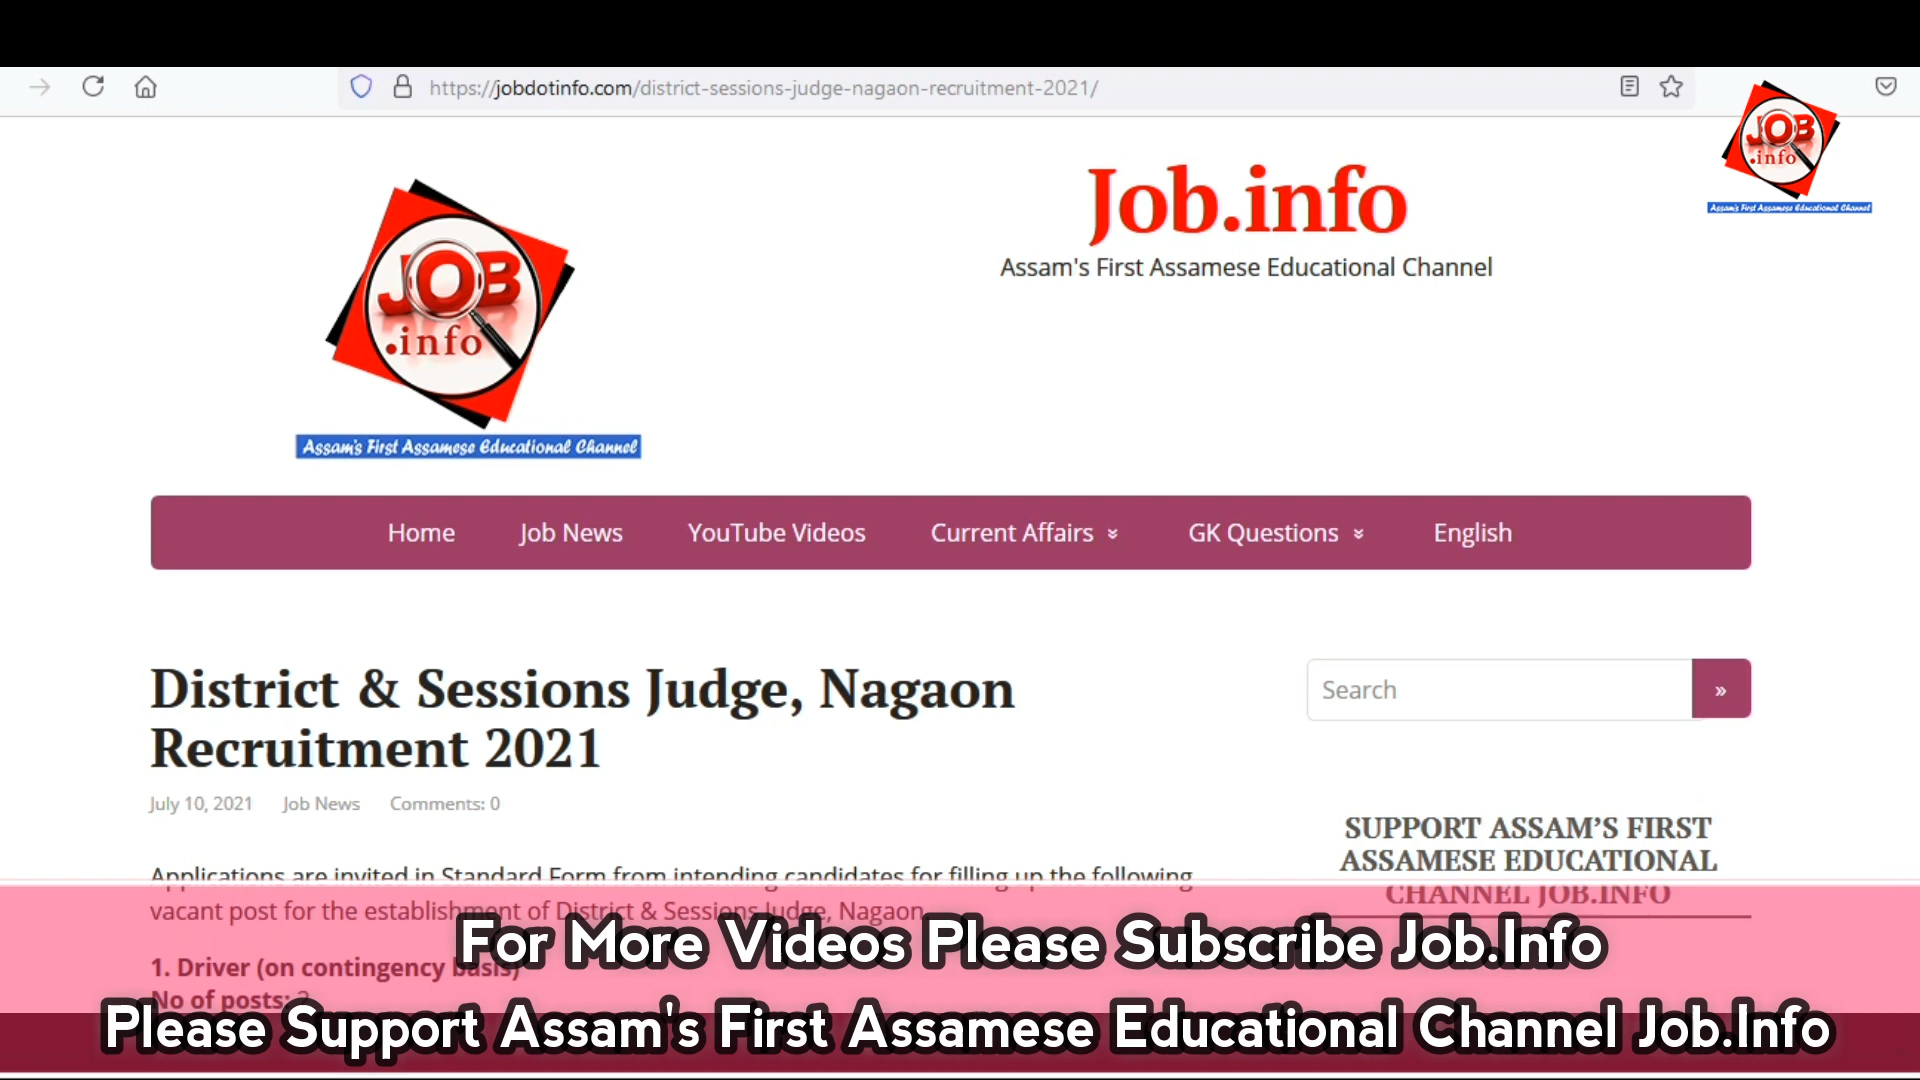 https://jobdotinfo.com/district-sessions-judge-nagaon-recruitment-2021/
JOB
.info
Assam's First Assamese Educational Channel
Job.info
Assam's First Assamese Educational Channel
JOB
.info
Assam's First Assamese Educational Channel
Home Job News YouTube Videos Current Affairs GK Questions English
District & Sessions Judge, Nagaon
Recruitment 2021
July 10, 2021 Job News Comments: 0
Search »
SUPPORT ASSAM’S FIRST
ASSAMESE EDUCATIONAL
CHANNEL JOB.INFO
Applications are invited in Standard Form from intending candidates for filling up the following
vacant post for the establishment of District & Sessions Judge, Nagaon
1. Driver (on contingency basis)
No of posts:
For More Videos Please Subscribe Job.Info
Please Support Assam's First Assamese Educational Channel Job.Info